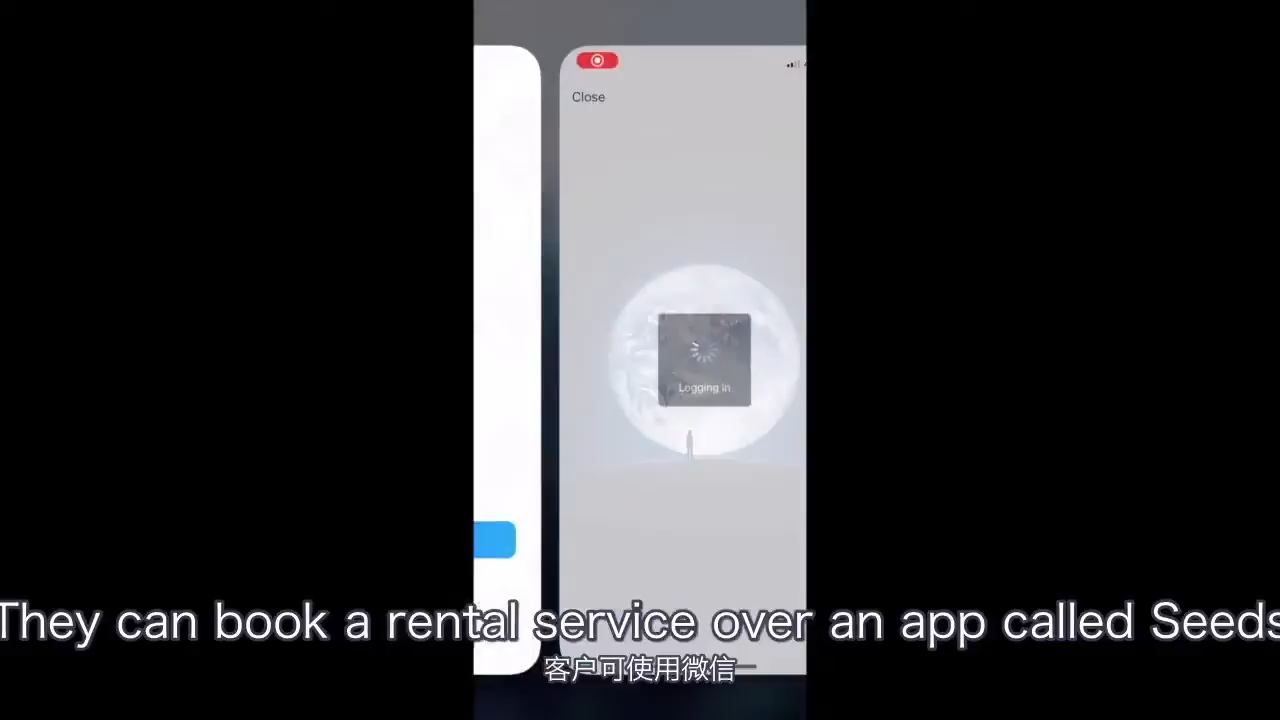 Close
Logging in
They can book a rental service over an app called Seeds
客户可使用微信